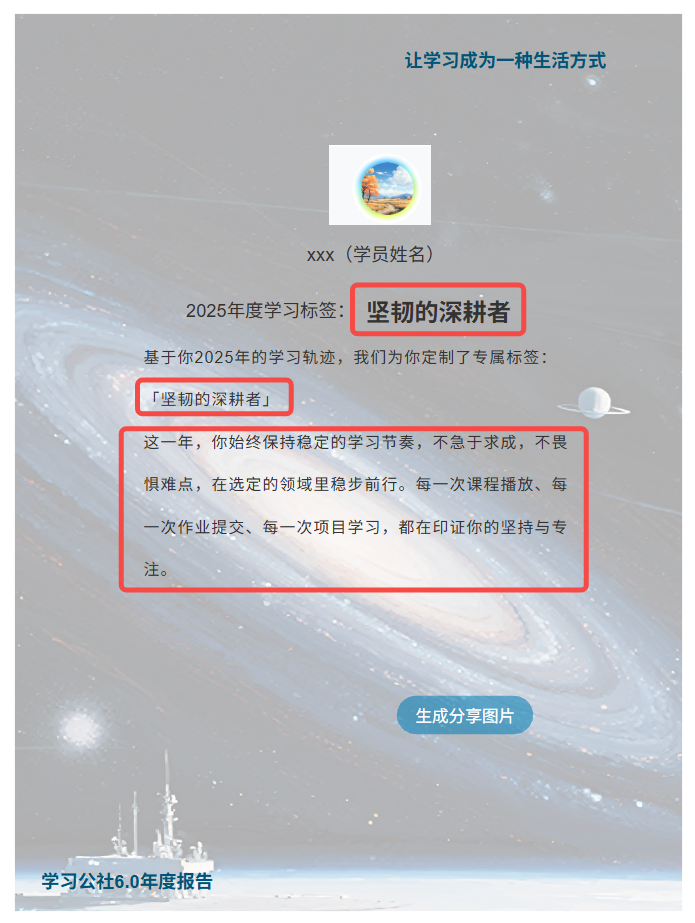 让学习成为一种生活方式
xxx（学员姓名）
2025年度学习标签：坚韧的深耕者
基于你2025年的学习轨迹，我们为你定制了专属标签：
「坚韧的深耕者」
这一年，你始终保持稳定的学习节奏，不急于求成，不畏
惧难点，在选定的领域里稳步前行。每一次课程播放、每
一次作业提交、每一次项目学习，都在印证你的坚持与专
注。
生成分享图片
学习公社6.0年度报告